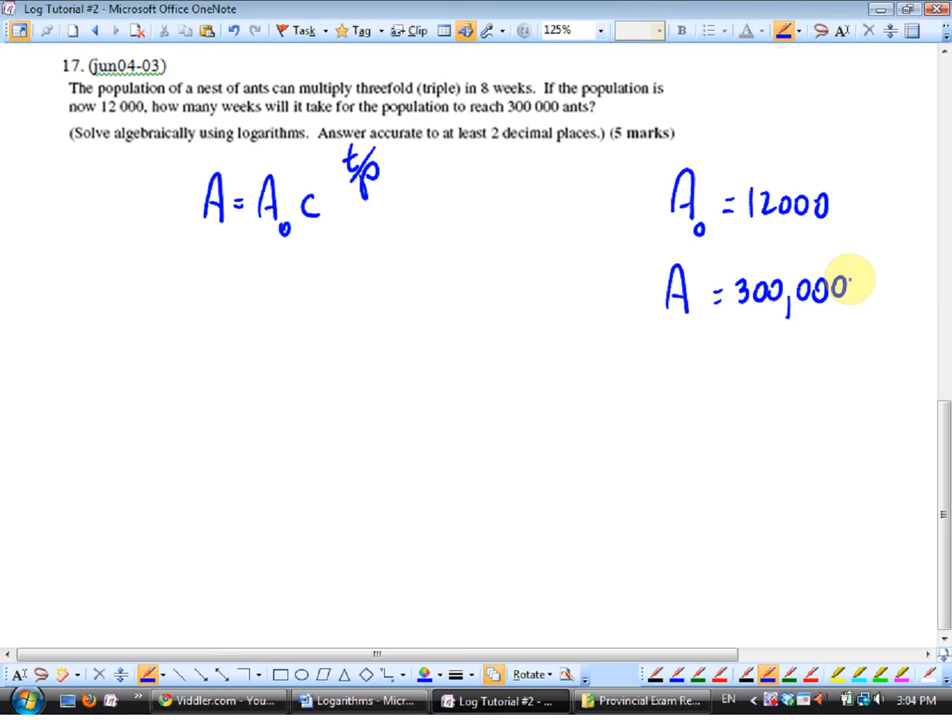 Log Tutorial #2 - Microsoft Office OneNote
Task Tag Clip 125% B A
17. (jun04-03)
The population of a nest of ants can multiply threefold (triple) in 8 weeks. If the population is
now 12 000, how many weeks will it take for the population to reach 300 000 ants?
(Solve algebraically using logarithms. Answer accurate to at least 2 decimal places.) (5 marks)
A = A₀ c^(t/p)
A₀ = 12000
A = 300,000
Rotate
Viddler.com - You... Logarithms - Micr... Log Tutorial #2 - ... Provincial Exam Re... EN 3:04 PM